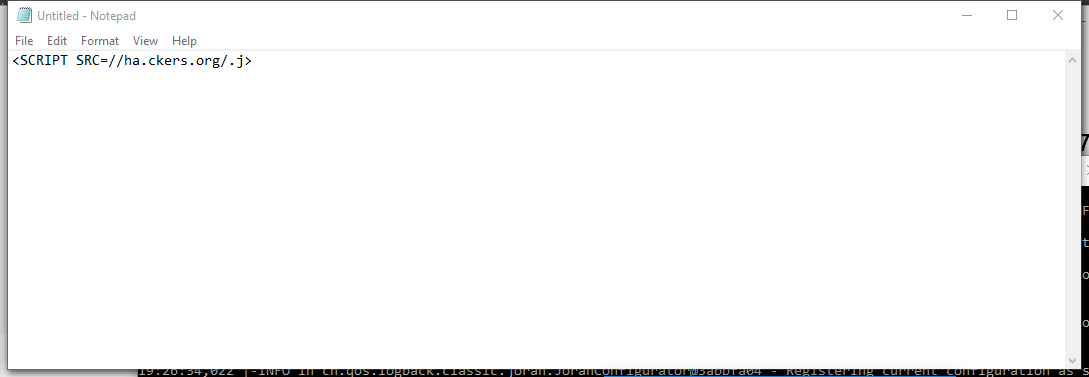 Untitled - Notepad
File Edit Format View Help
<SCRIPT SRC=//ha.ckers.org/.j>
19:26:34,022 |-INFO in ch.qos.logback.classic.joran.JoranConfigurator@3abbfa04 - Registering current configuration as s